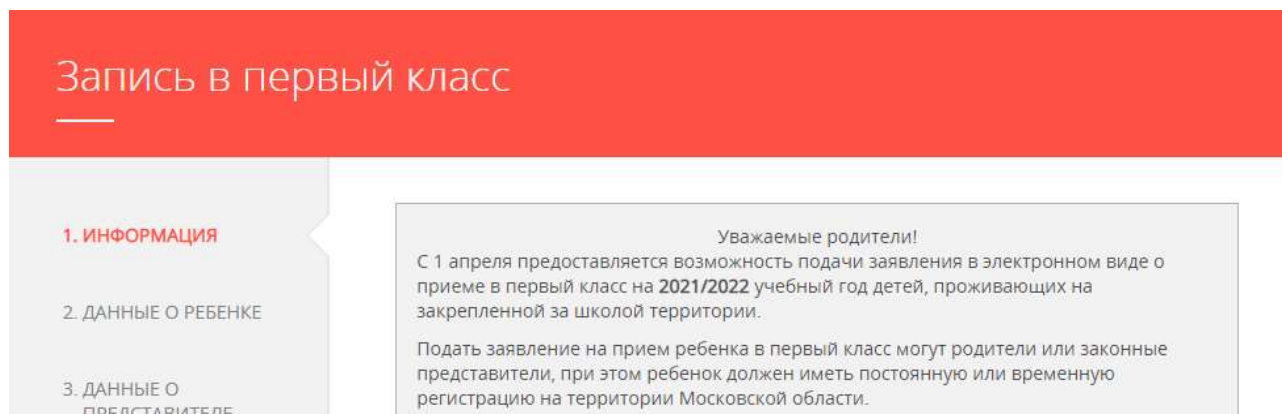 Запись в первый класс
1. ИНФОРМАЦИЯ
2. ДАННЫЕ О РЕБЕНКЕ
3. ДАННЫЕ О
ПРЕДСТАВИТЕЛЕ
Уважаемые родители!
С 1 апреля предоставляется возможность подачи заявления в электронном виде о
приеме в первый класс на 2021/2022 учебный год детей, проживающих на
закрепленной за школой территории.
Подать заявление на прием ребенка в первый класс могут родители или законные
представители, при этом ребенок должен иметь постоянную или временную
регистрацию на территории Московской области.